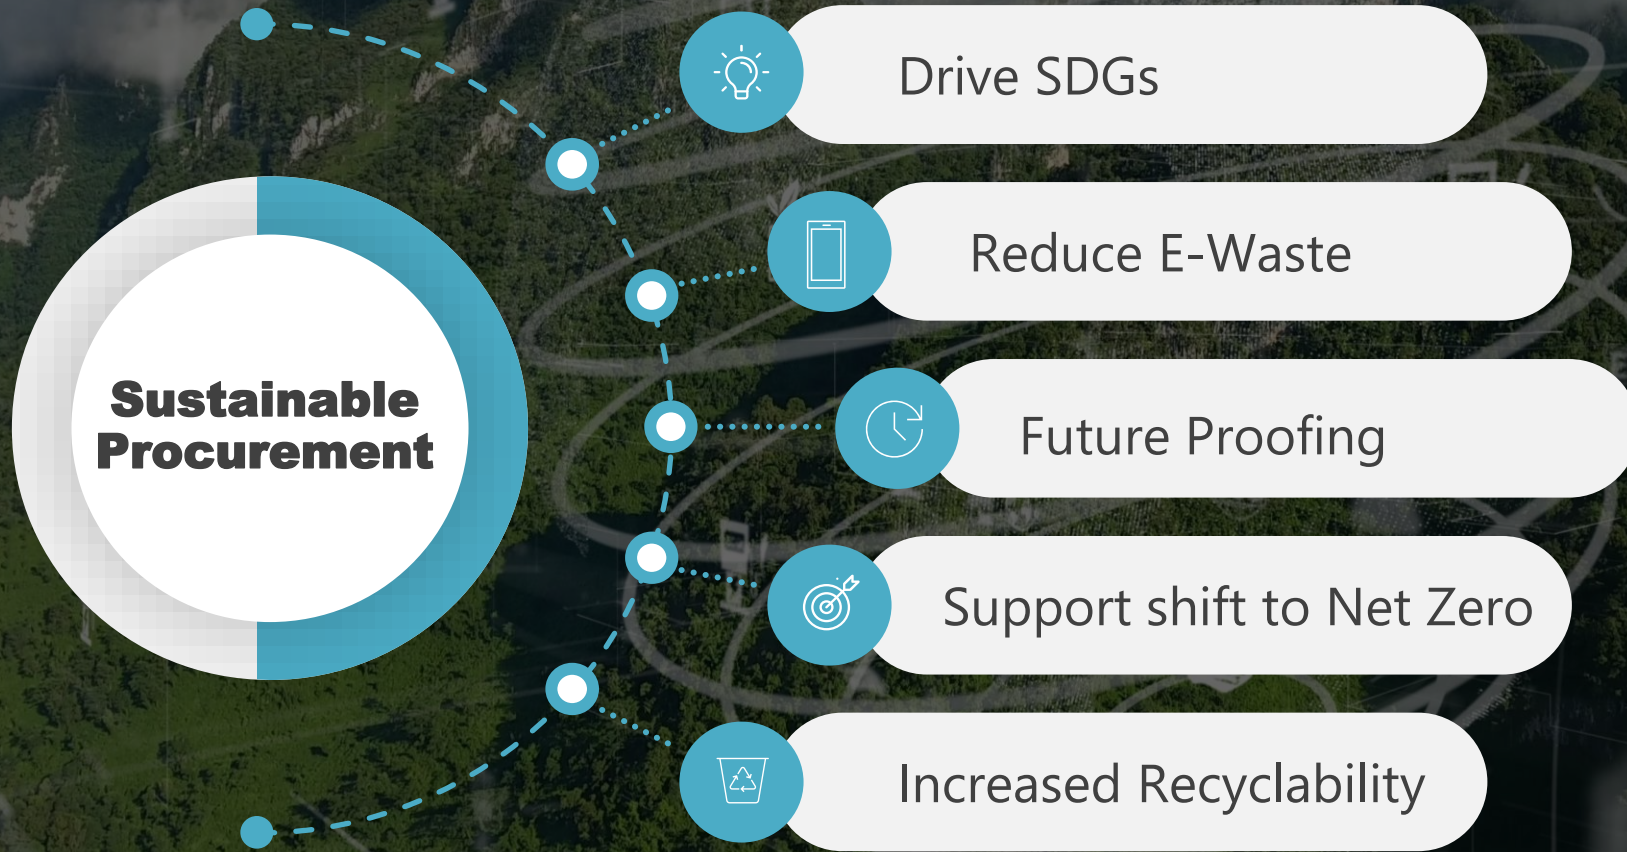 Sustainable
Procurement
Drive SDGs
Reduce E-Waste
Future Proofing
Support shift to Net Zero
Increased Recyclability